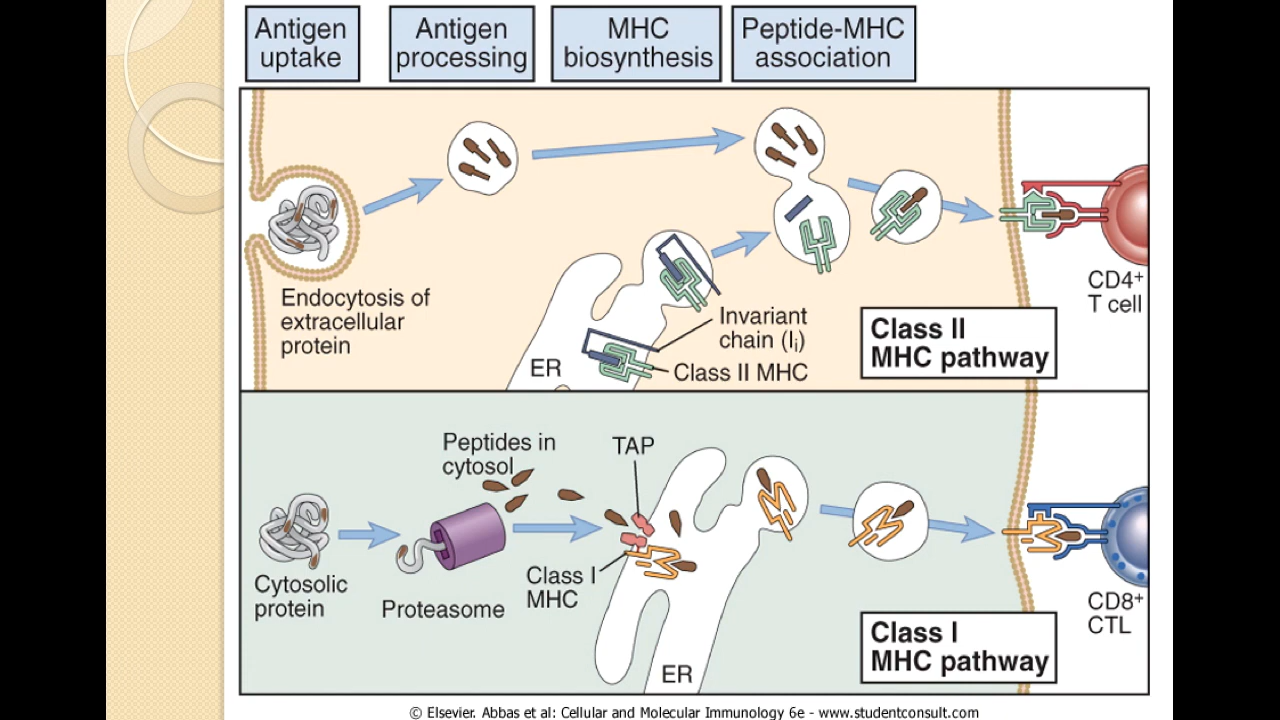 Antigen
uptake
Antigen
processing
MHC
biosynthesis
Peptide-MHC
association
Endocytosis of
extracellular
protein
ER
Invariant
chain (Ii)
Class II MHC
CD4+
T cell
Class II
MHC pathway
Peptides in
cytosol
TAP
Cytosolic
protein
Proteasome
Class I
MHC
ER
CD8+
CTL
Class I
MHC pathway
© Elsevier. Abbas et al: Cellular and Molecular Immunology 6e - www.studentconsult.com